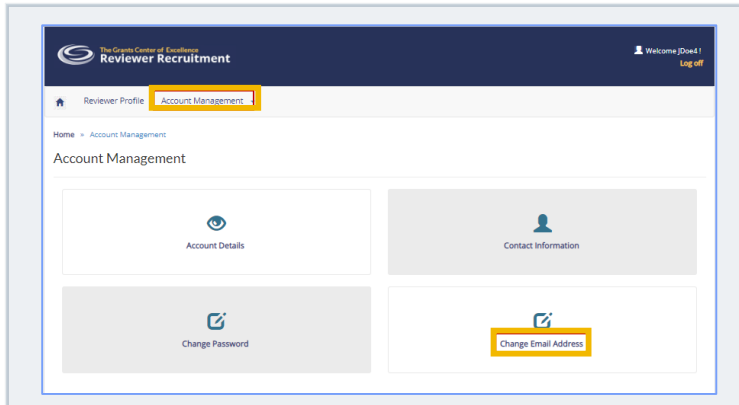 The Grants Center of Excellence
Reviewer Recruitment
Welcome JDoe4 !
Log off
Reviewer Profile
Account Management
Home » Account Management
Account Management
Account Details
Contact Information
Change Password
Change Email Address